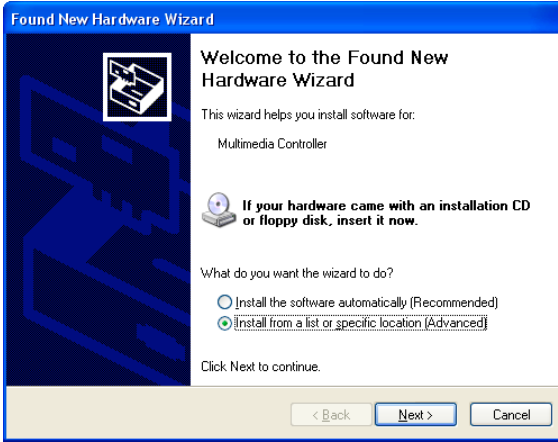 Found New Hardware Wizard
Welcome to the Found New
Hardware Wizard
This wizard helps you install software for:
Multimedia Controller
If your hardware came with an installation CD
or floppy disk, insert it now.
What do you want the wizard to do?
Install the software automatically (Recommended)
Install from a list or specific location (Advanced)
Click Next to continue.
< Back Next > Cancel